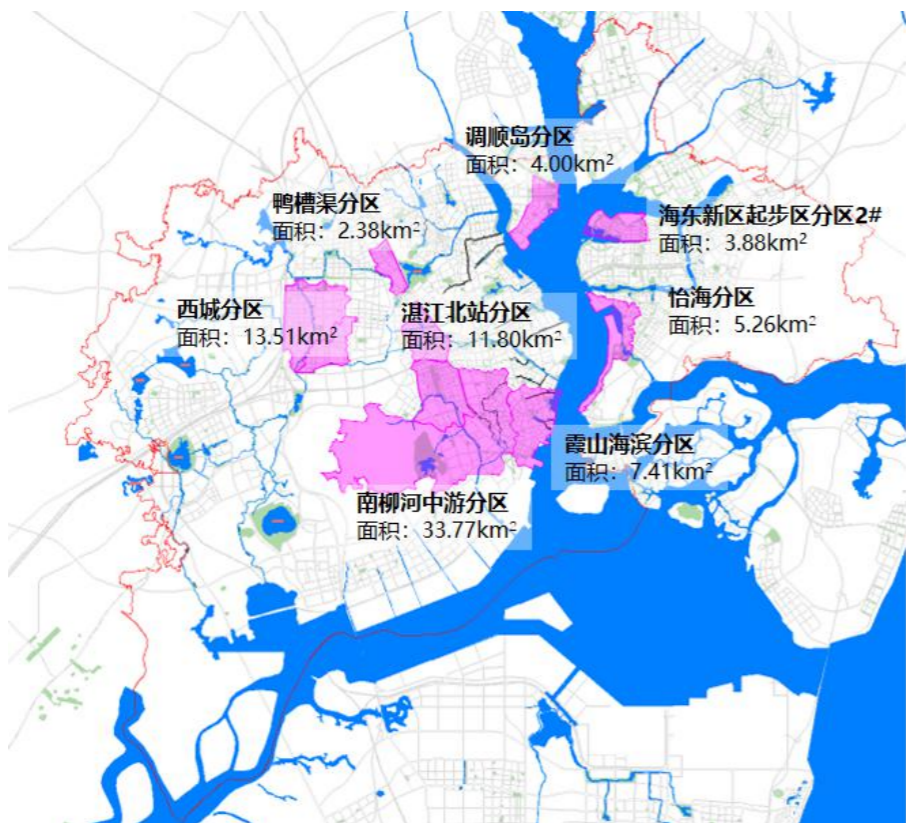 调顺岛分区
面积：4.00km²
鸭槽渠分区
面积：2.38km²
海东新区起步区分区2#
面积：3.88km²
西城分区
面积：13.51km²
湛江北站分区
面积：11.80km²
怡海分区
面积：5.26km²
霞山海滨分区
面积：7.41km²
南柳河中游分区
面积：33.77km²